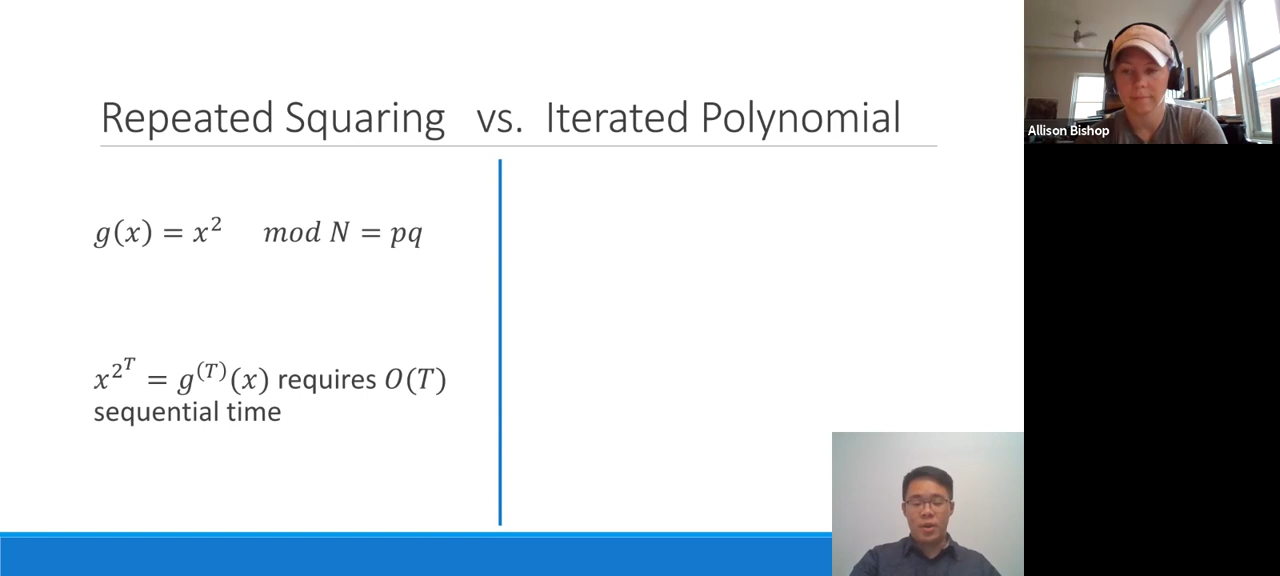 Repeated Squaring vs. Iterated Polynomial
g(x) = x² mod N = pq
x^{2^T} = g^{(T)}(x) requires O(T)
sequential time
Allison Bishop